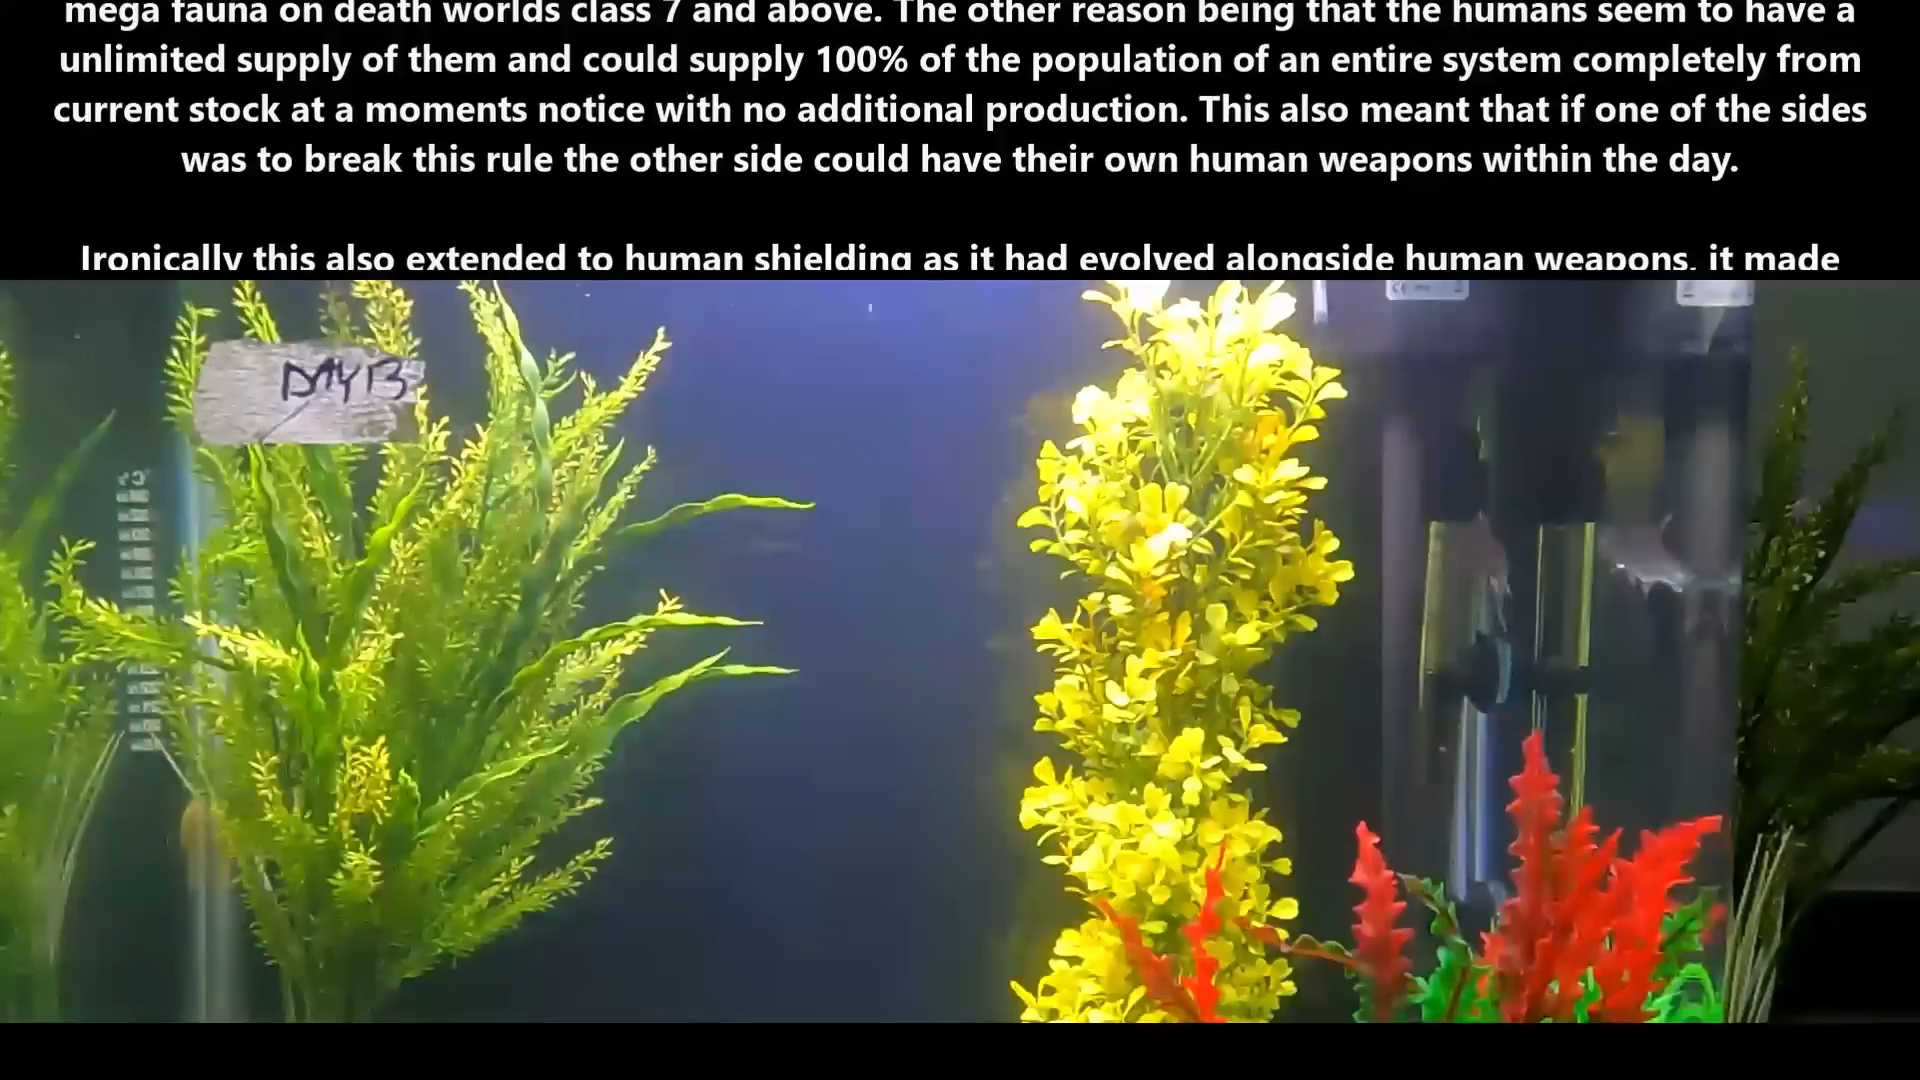 mega fauna on death worlds class 7 and above. The other reason being that the humans seem to have a
unlimited supply of them and could supply 100% of the population of an entire system completely from
current stock at a moments notice with no additional production. This also meant that if one of the sides
was to break this rule the other side could have their own human weapons within the day.
Ironically this also extended to human shielding as it had evolved alongside human weapons, it made
DAY 13